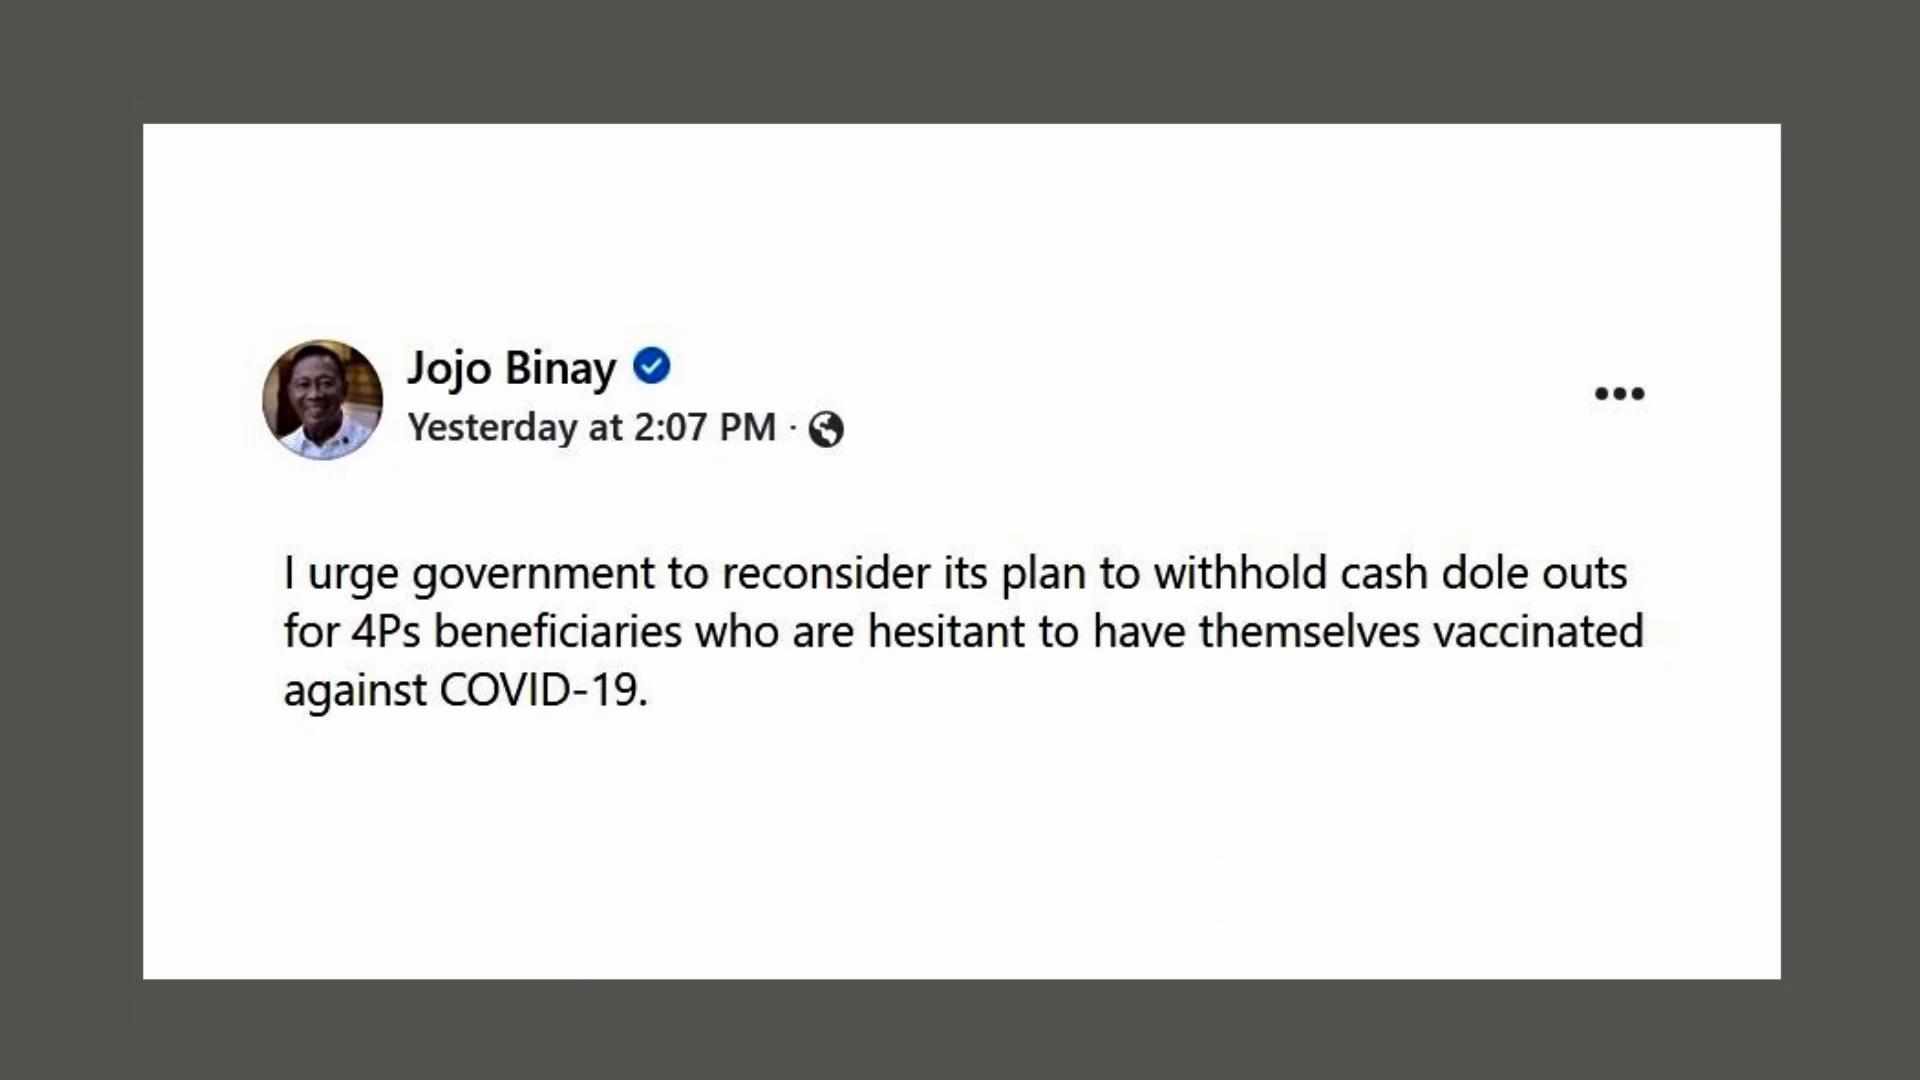 Jojo Binay
Yesterday at 2:07 PM ·
I urge government to reconsider its plan to withhold cash dole outs
for 4Ps beneficiaries who are hesitant to have themselves vaccinated
against COVID-19.